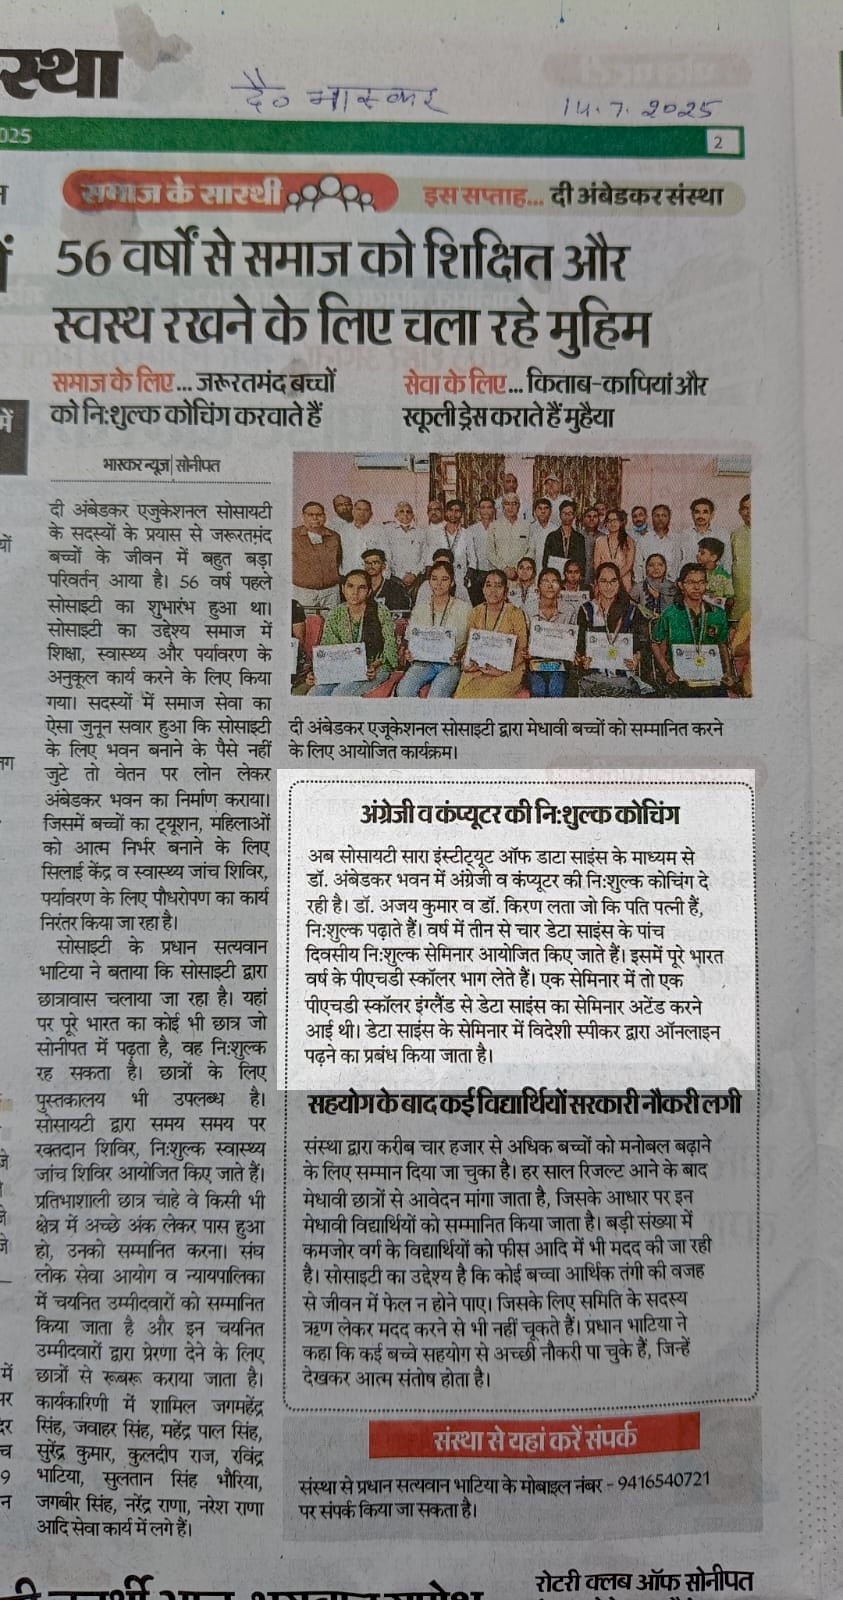 स्था
दै० भास्कर
14.7.2025
025
2
समाज के सारथी
इस सप्ताह... दी अंबेडकर संस्था
56 वर्षों से समाज को शिक्षित और
स्वस्थ रखने के लिए चला रहे मुहिम
समाज के लिए... जरूरतमंद बच्चों
को नि:शुल्क कोचिंग करवाते हैं
सेवा के लिए... किताब-कापियां और
स्कूली ड्रेस कराते हैं मुहैया
भास्कर न्यूज | सोनीपत
दी अंबेडकर एजुकेशनल सोसायटी
के सदस्यों के प्रयास से जरूरतमंद
बच्चों के जीवन में बहुत बड़ा
परिवर्तन आया है। 56 वर्ष पहले
सोसाइटी का शुभारंभ हुआ था।
सोसाइटी का उद्देश्य समाज में
शिक्षा, स्वास्थ्य और पर्यावरण के
अनुकूल कार्य करने के लिए किया
गया। सदस्यों में समाज सेवा का
ऐसा जुनून सवार हुआ कि सोसाइटी
के लिए भवन बनाने के पैसे नहीं
जुटे तो वेतन पर लोन लेकर
अंबेडकर भवन का निर्माण कराया।
जिसमें बच्चों का ट्यूशन, महिलाओं
को आत्म निर्भर बनाने के लिए
सिलाई केंद्र व स्वास्थ्य जांच शिविर,
पर्यावरण के लिए पौधरोपण का कार्य
निरंतर किया जा रहा है।
सोसाइटी के प्रधान सत्यवान
भाटिया ने बताया कि सोसाइटी द्वारा
छात्रावास चलाया जा रहा है। यहां
पर पूरे भारत का कोई भी छात्र जो
सोनीपत में पढ़ता है, वह नि:शुल्क
रह सकता है। छात्रों के लिए
पुस्तकालय भी उपलब्ध है।
सोसायटी द्वारा समय समय पर
रक्तदान शिविर, नि:शुल्क स्वास्थ्य
जांच शिविर आयोजित किए जाते हैं।
प्रतिभाशाली छात्र चाहे वे किसी भी
क्षेत्र में अच्छे अंक लेकर पास हुआ
हो, उनको सम्मानित करना। संघ
लोक सेवा आयोग व न्यायपालिका
में चयनित उम्मीदवारों को सम्मानित
किया जाता है और इन चयनित
उम्मीदवारों द्वारा प्रेरणा देने के लिए
छात्रों से रूबरू कराया जाता है।
कार्यकारिणी में शामिल जगमहेंद्र
सिंह, जवाहर सिंह, महेंद्र पाल सिंह,
सुरेंद्र कुमार, कुलदीप राज, रविंद्र
भाटिया, सुलतान सिंह भौरिया,
जगबीर सिंह, नरेंद्र राणा, नरेश राणा
आदि सेवा कार्य में लगे हैं।
दी अंबेडकर एजूकेशनल सोसाइटी द्वारा मेधावी बच्चों को सम्मानित करने
के लिए आयोजित कार्यक्रम।
अंग्रेजी व कंप्यूटर की नि:शुल्क कोचिंग
अब सोसायटी सारा इंस्टीट्यूट ऑफ डाटा साइंस के माध्यम से
डॉ. अंबेडकर भवन में अंग्रेजी व कंप्यूटर की नि:शुल्क कोचिंग दे
रही है। डॉ. अजय कुमार व डॉ. किरण लता जो कि पति पत्नी हैं,
नि:शुल्क पढ़ाते हैं। वर्ष में तीन से चार डेटा साइंस के पांच
दिवसीय नि:शुल्क सेमिनार आयोजित किए जाते हैं। इसमें पूरे भारत
वर्ष के पीएचडी स्कॉलर भाग लेते हैं। एक सेमिनार में तो एक
पीएचडी स्कॉलर इंग्लैंड से डेटा साइंस का सेमिनार अटेंड करने
आई थी। डेटा साइंस के सेमिनार में विदेशी स्पीकर द्वारा ऑनलाइन
पढ़ने का प्रबंध किया जाता है।
सहयोग के बाद कई विद्यार्थियों सरकारी नौकरी लगी
संस्था द्वारा करीब चार हजार से अधिक बच्चों को मनोबल बढ़ाने
के लिए सम्मान दिया जा चुका है। हर साल रिजल्ट आने के बाद
मेधावी छात्रों से आवेदन मांगा जाता है, जिसके आधार पर इन
मेधावी विद्यार्थियों को सम्मानित किया जाता है। बड़ी संख्या में
कमजोर वर्ग के विद्यार्थियों को फीस आदि में भी मदद की जा रही
है। सोसाइटी का उद्देश्य है कि कोई बच्चा आर्थिक तंगी की वजह
से जीवन में फेल न होने पाए। जिसके लिए समिति के सदस्य
ऋण लेकर मदद करने से भी नहीं चूकते हैं। प्रधान भाटिया ने
कहा कि कई बच्चे सहयोग से अच्छी नौकरी पा चुके हैं, जिन्हें
देखकर आत्म संतोष होता है।
संस्था से यहां करें संपर्क
संस्था से प्रधान सत्यवान भाटिया के मोबाइल नंबर - 9416540721
पर संपर्क किया जा सकता है।
रोटरी क्लब ऑफ सोनीपत